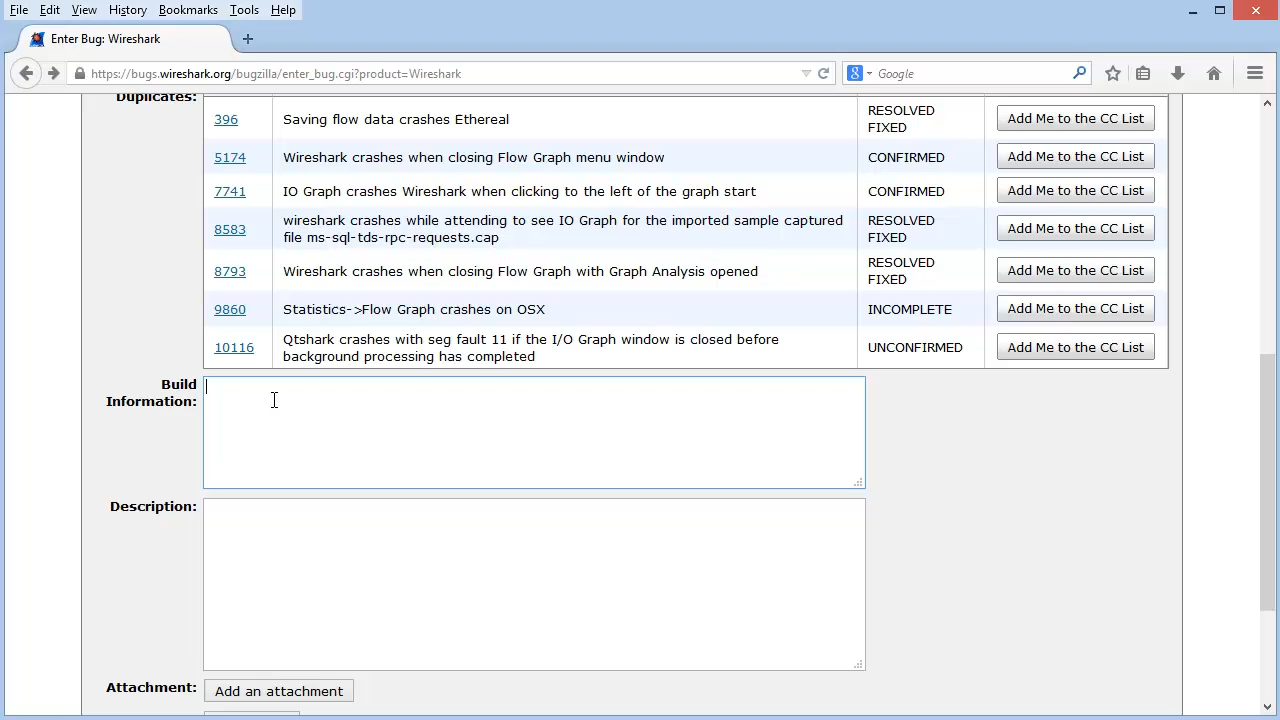 File Edit View History Bookmarks Tools Help
Enter Bug: Wireshark
https://bugs.wireshark.org/bugzilla/enter_bug.cgi?product=Wireshark
Google
Duplicates:
396 Saving flow data crashes Ethereal RESOLVED FIXED Add Me to the CC List
5174 Wireshark crashes when closing Flow Graph menu window CONFIRMED Add Me to the CC List
7741 IO Graph crashes Wireshark when clicking to the left of the graph start CONFIRMED Add Me to the CC List
8583 wireshark crashes while attending to see IO Graph for the imported sample captured
file ms-sql-tds-rpc-requests.cap RESOLVED FIXED Add Me to the CC List
8793 Wireshark crashes when closing Flow Graph with Graph Analysis opened RESOLVED FIXED Add Me to the CC List
9860 Statistics->Flow Graph crashes on OSX INCOMPLETE Add Me to the CC List
10116 Qtshark crashes with seg fault 11 if the I/O Graph window is closed before
background processing has completed UNCONFIRMED Add Me to the CC List
Build
Information:
Description:
Attachment: Add an attachment